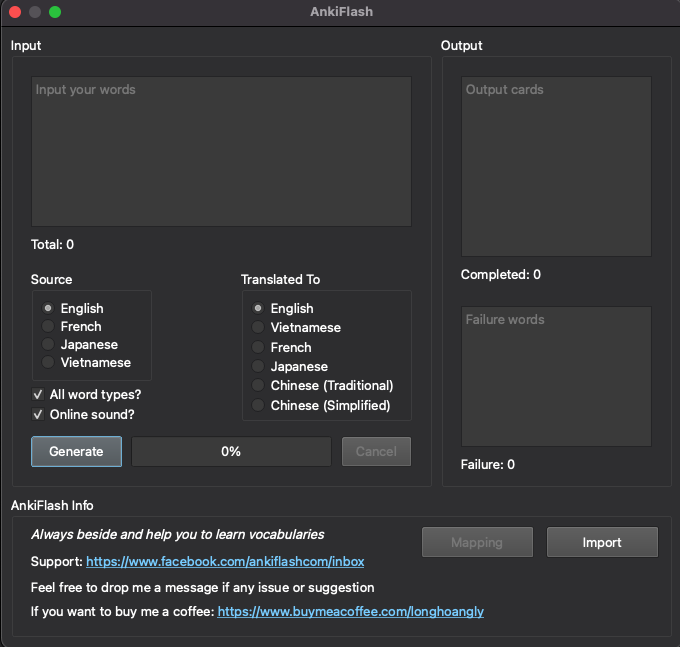 AnkiFlash
Input
Input your words
Total: 0
Source
English
French
Japanese
Vietnamese
All word types?
Online sound?
Translated To
English
Vietnamese
French
Japanese
Chinese (Traditional)
Chinese (Simplified)
Generate
0%
Cancel
Output
Output cards
Completed: 0
Failure words
Failure: 0
AnkiFlash Info
Always beside and help you to learn vocabularies
Support: https://www.facebook.com/ankiflashcom/inbox
Feel free to drop me a message if any issue or suggestion
If you want to buy me a coffee: https://www.buymeacoffee.com/longhoangly
Mapping
Import